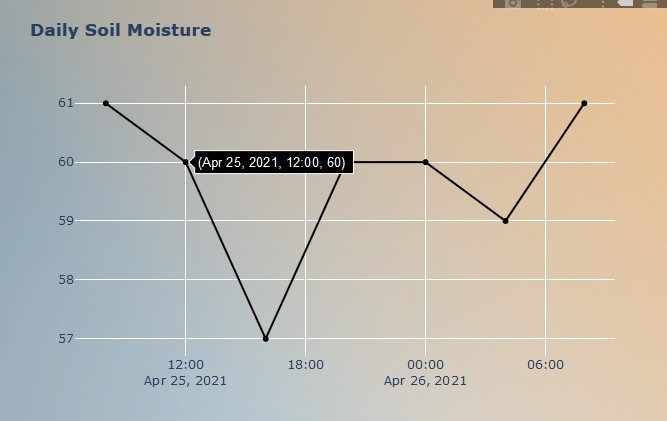 Daily Soil Moisture
61
60
(Apr 25, 2021, 12:00, 60)
59
58
57
12:00 18:00 00:00 06:00
Apr 25, 2021 Apr 26, 2021